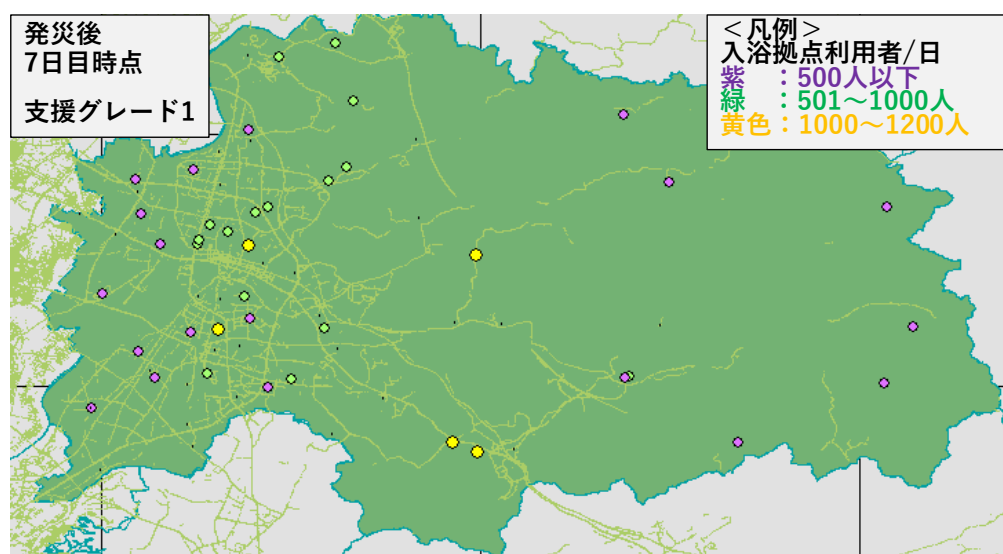 発災後
7日目時点
支援グレード1
<凡例>
入浴拠点利用者/日
紫 :500人以下
緑 :501~1000人
黄色:1000~1200人